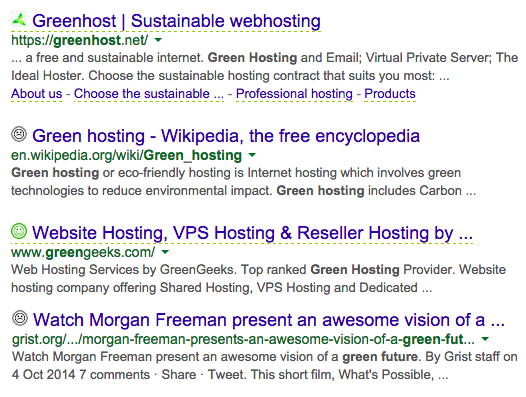 Greenhost | Sustainable webhosting
https://greenhost.net/
... a free and sustainable internet. Green Hosting and Email; Virtual Private Server; The
Ideal Hoster. Choose the sustainable hosting contract that suits you most: ...
About us - Choose the sustainable ... - Professional hosting - Products
Green hosting - Wikipedia, the free encyclopedia
en.wikipedia.org/wiki/Green_hosting
Green hosting or eco-friendly hosting is Internet hosting which involves green
technologies to reduce environmental impact. Green hosting includes Carbon ...
Website Hosting, VPS Hosting & Reseller Hosting by ...
www.greengeeks.com/
Web Hosting Services by GreenGeeks. Top ranked Green Hosting Provider. Website
hosting company offering Shared Hosting, VPS Hosting and Dedicated ...
Watch Morgan Freeman present an awesome vision of a ...
grist.org/.../morgan-freeman-presents-an-awesome-vision-of-a-green-fut...
Watch Morgan Freeman present an awesome vision of a green future. By Grist staff on
4 Oct 2014 7 comments · Share · Tweet. This short film, What's Possible, ...